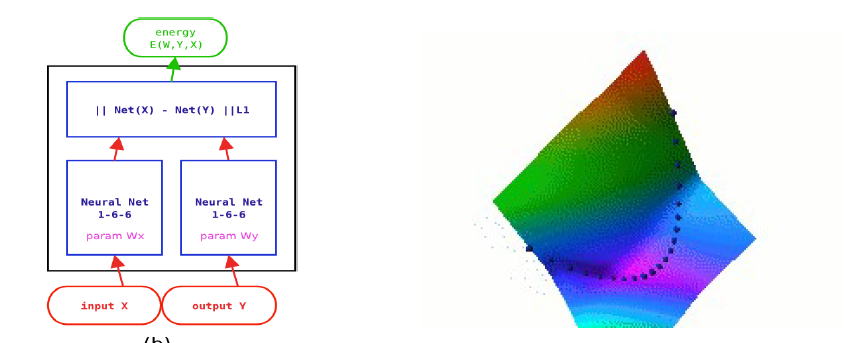 energy
E(W,Y,X)
|| Net(X) - Net(Y) ||L1
Neural Net
1-6-6
param Wx
Neural Net
1-6-6
param Wy
input X
output Y
(b)